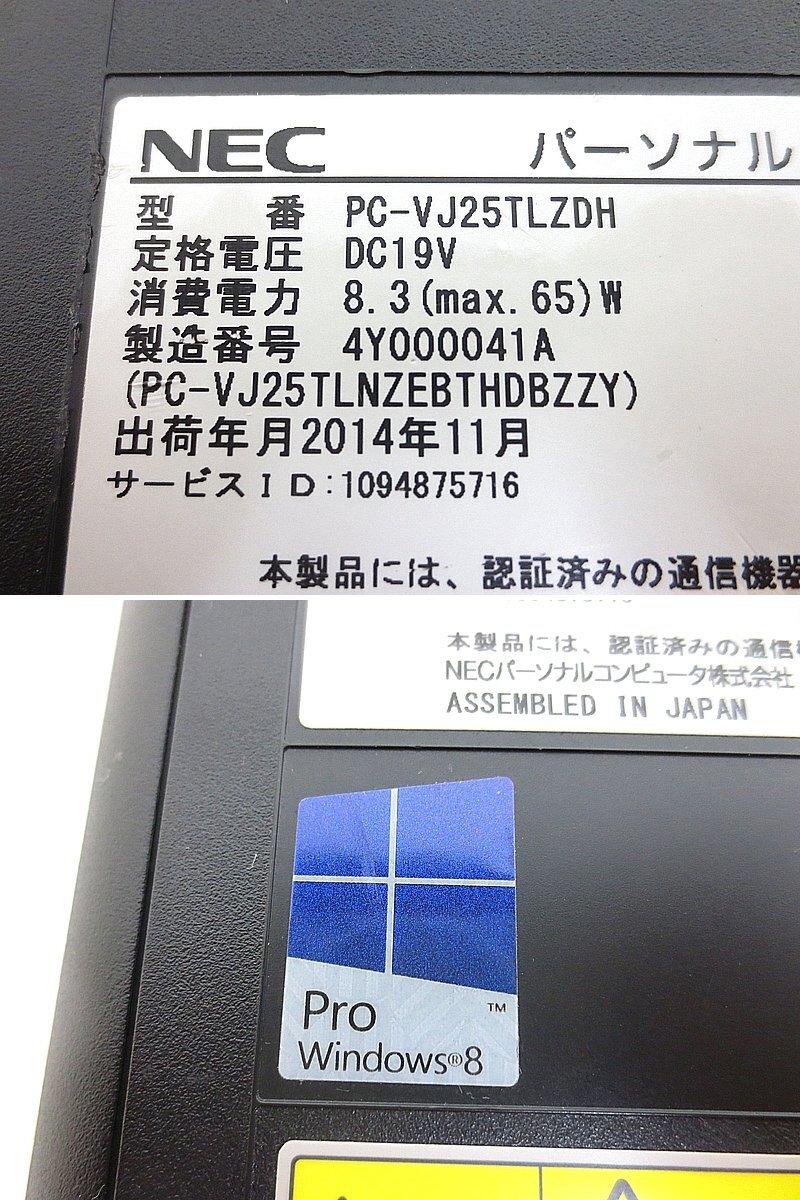 NEC パーソナル
型 番 PC-VJ25TLZDH
定格電圧 DC19V
消費電力 8.3(max.65)W
製造番号 4Y000041A
(PC-VJ25TLNZEBTHDBZZY)
出荷年月2014年11月
サービスID:1094875716
本製品には、認証済みの通信機器
本製品には、認証済みの通信
NECパーソナルコンピュータ株式会社
ASSEMBLED IN JAPAN
Pro ™
Windows®8